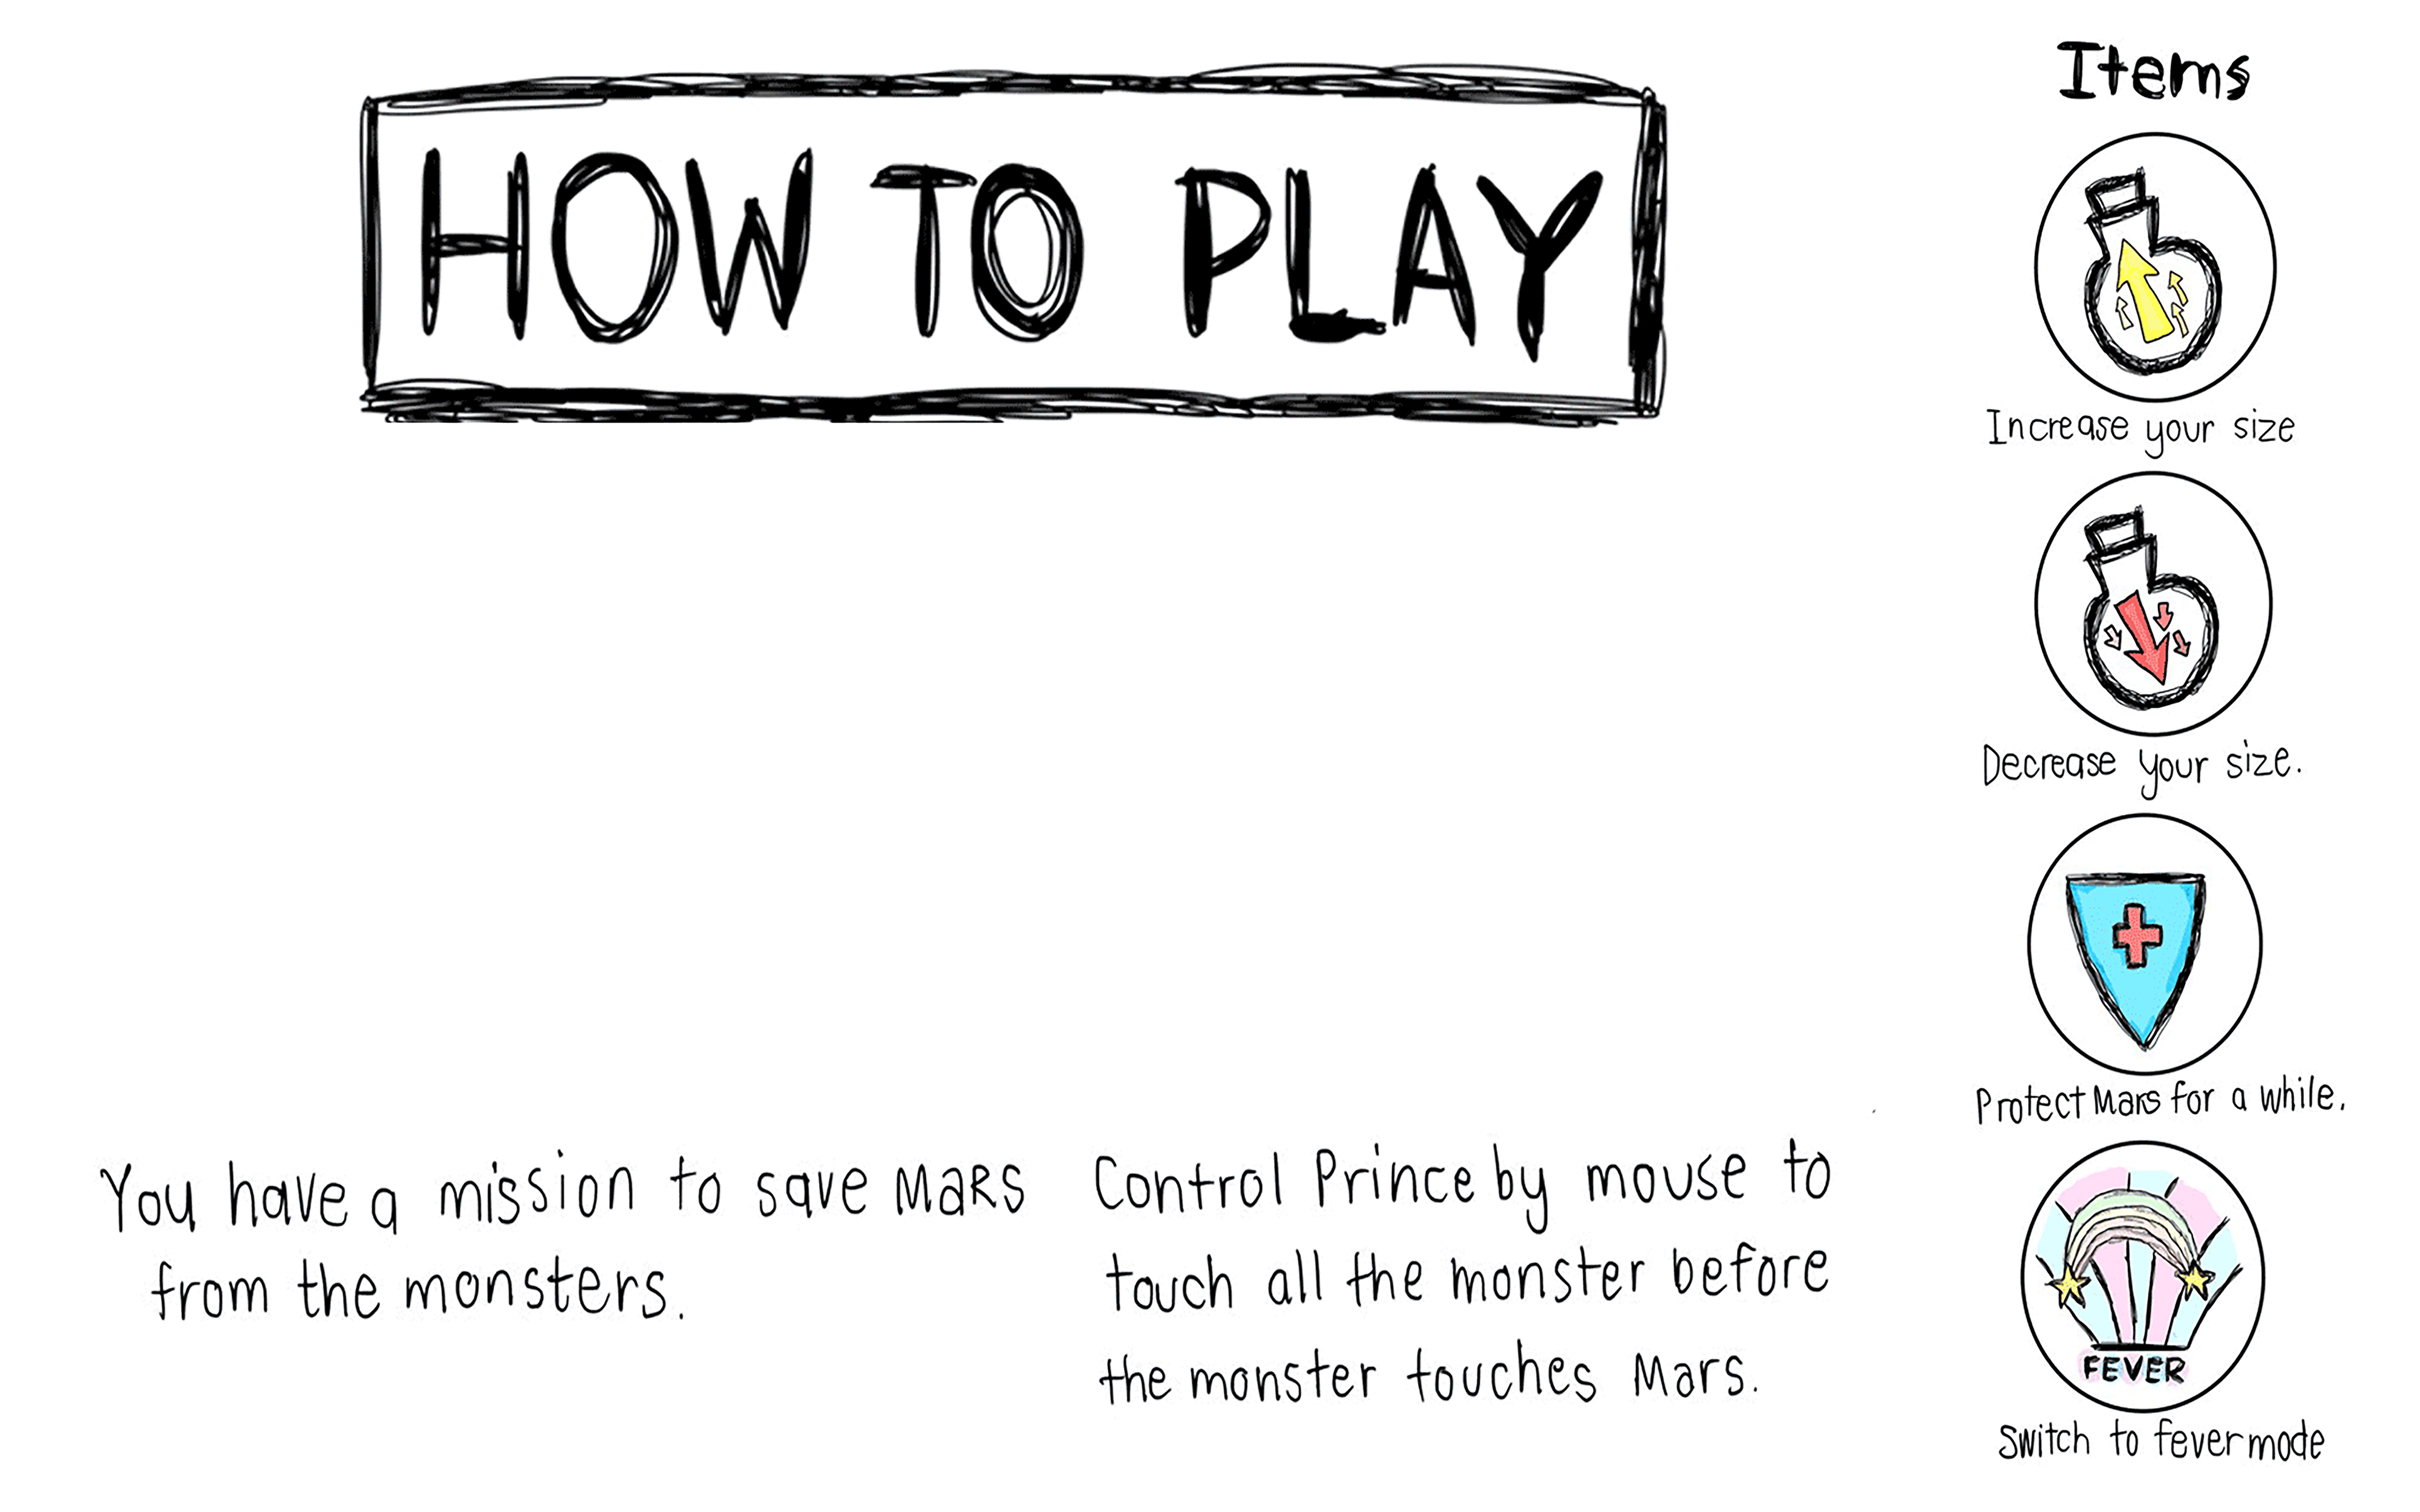 HOW TO PLAY
You have a mission to save Mars
from the monsters.
Control Prince by mouse to
touch all the monster before
the monster touches Mars.
Items
Increase your size
Decrease your size.
Protect Mars for a while.
FEVER
Switch to fever mode